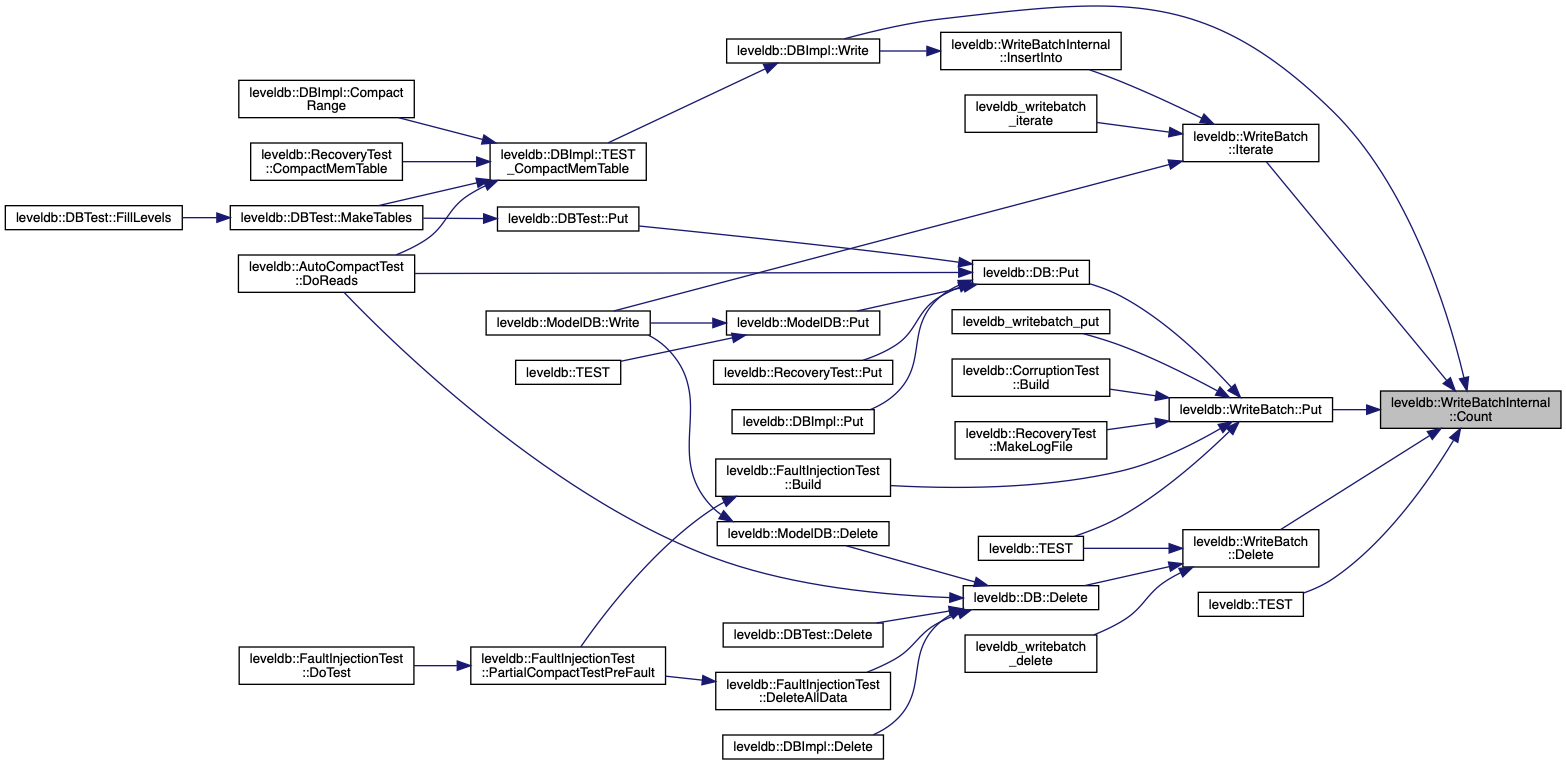 leveldb::DBImpl::Write
leveldb::WriteBatchInternal
::InsertInto
leveldb::DBImpl::Compact
Range
leveldb_writebatch
_iterate
leveldb::WriteBatch
::Iterate
leveldb::RecoveryTest
::CompactMemTable
leveldb::DBImpl::TEST
_CompactMemTable
leveldb::DBTest::FillLevels
leveldb::DBTest::MakeTables
leveldb::DBTest::Put
leveldb::AutoCompactTest
::DoReads
leveldb::DB::Put
leveldb::ModelDB::Write
leveldb::ModelDB::Put
leveldb_writebatch_put
leveldb::TEST
leveldb::RecoveryTest::Put
leveldb::CorruptionTest
::Build
leveldb::DBImpl::Put
leveldb::WriteBatch::Put
leveldb::WriteBatchInternal
::Count
leveldb::RecoveryTest
::MakeLogFile
leveldb::FaultInjectionTest
::Build
leveldb::ModelDB::Delete
leveldb::TEST
leveldb::WriteBatch
::Delete
leveldb::DB::Delete
leveldb::TEST
leveldb::DBTest::Delete
leveldb_writebatch
_delete
leveldb::FaultInjectionTest
::DoTest
leveldb::FaultInjectionTest
::PartialCompactTestPreFault
leveldb::FaultInjectionTest
::DeleteAllData
leveldb::DBImpl::Delete